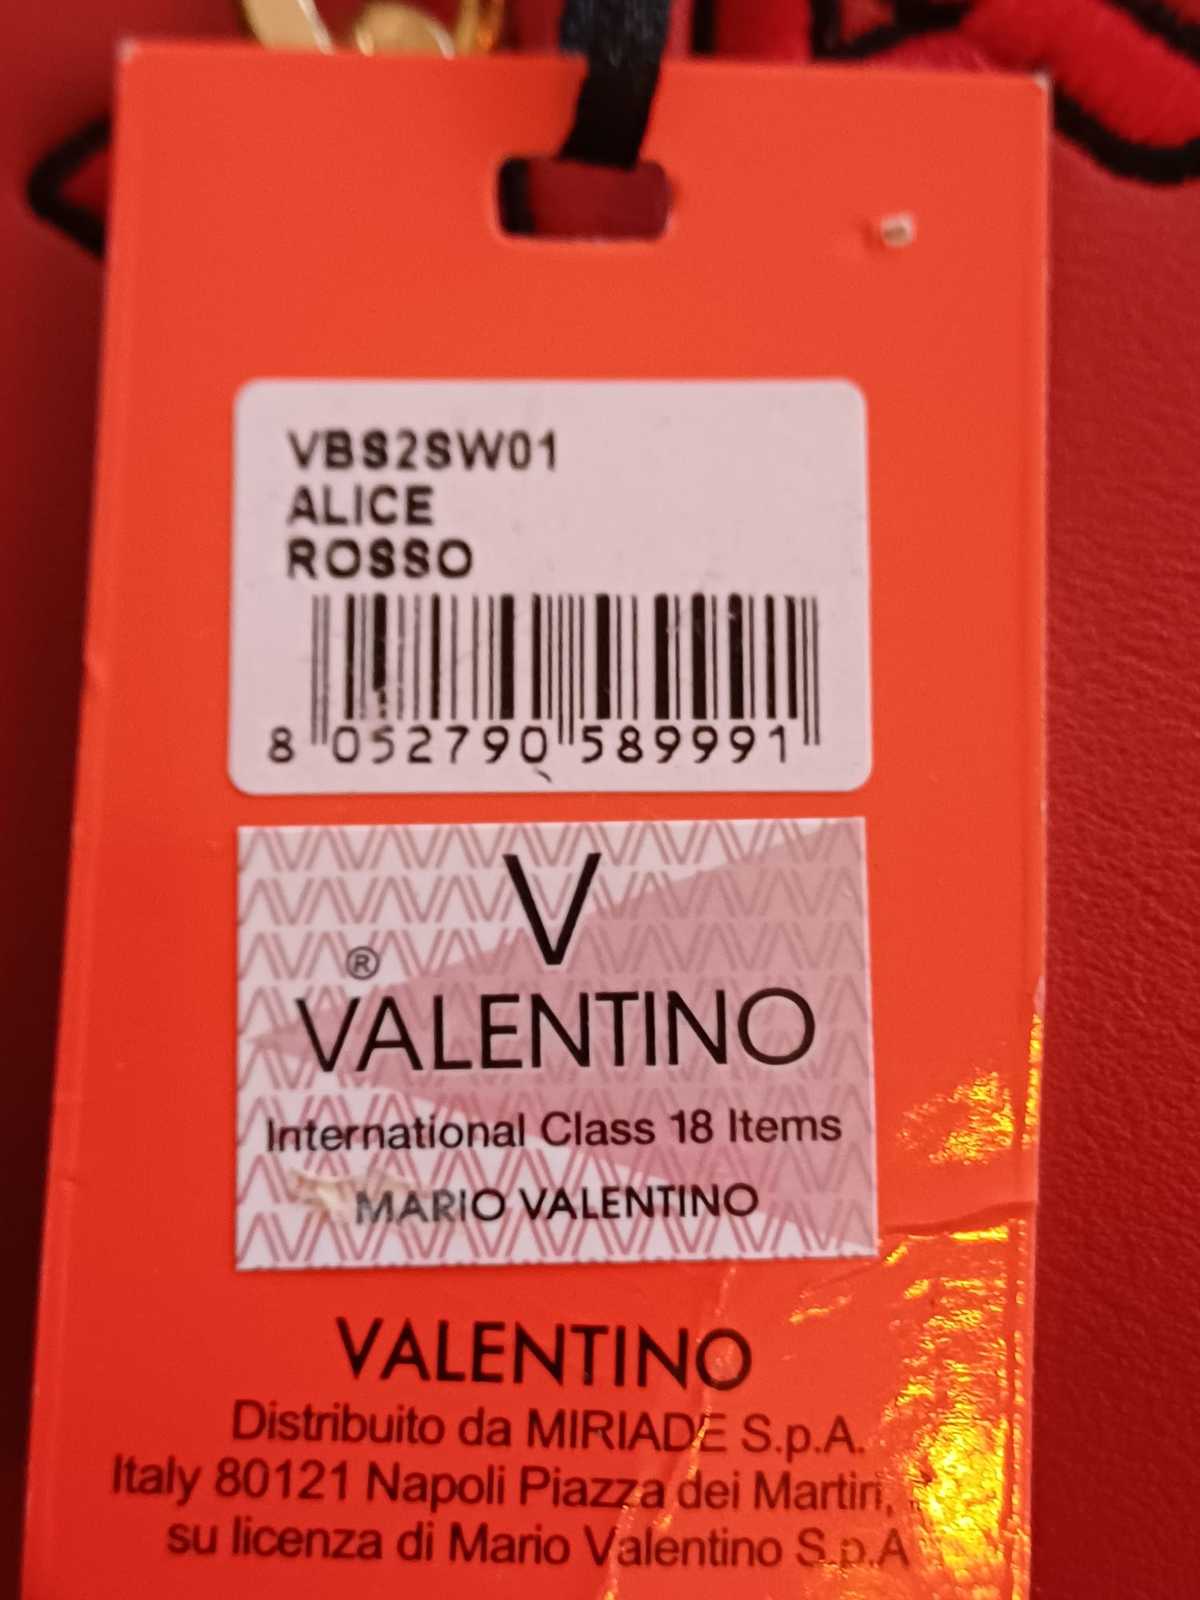 VBS2SW01
ALICE
ROSSO
8 052790 589991
V
®
VALENTINO
International Class 18 Items
MARIO VALENTINO
VALENTINO
Distribuito da MIRIADE S.p.A.
Italy 80121 Napoli Piazza dei Martiri,
su licenza di Mario Valentino S.p.A